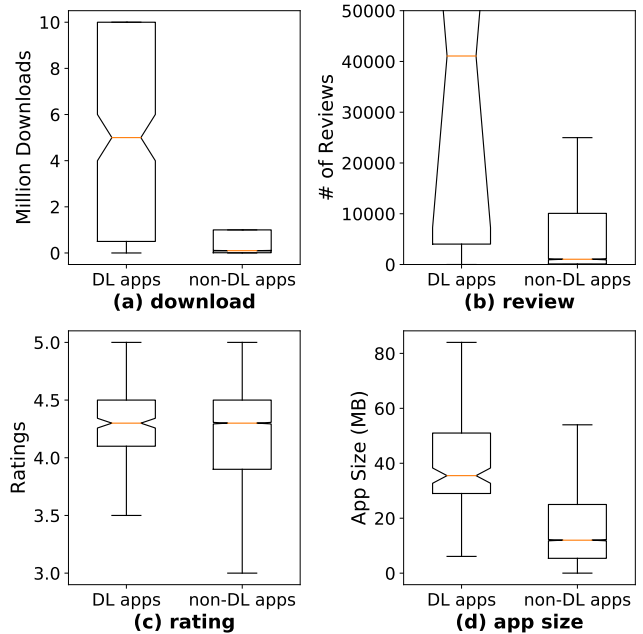 Million Downloads
10
8
6
4
2
0
DL apps non-DL apps
(a) download
# of Reviews
50000
40000
30000
20000
10000
0
DL apps non-DL apps
(b) review
Ratings
5.0
4.5
4.0
3.5
3.0
DL apps non-DL apps
(c) rating
App Size (MB)
80
60
40
20
0
DL apps non-DL apps
(d) app size